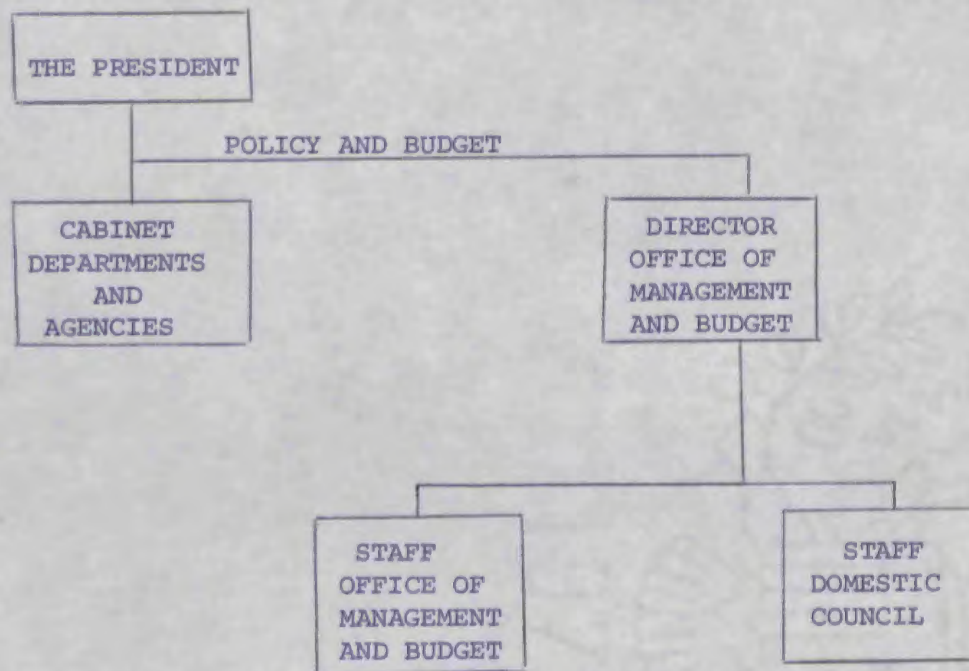 THE PRESIDENT
POLICY AND BUDGET
CABINET
DEPARTMENTS
AND
AGENCIES
DIRECTOR
OFFICE OF
MANAGEMENT
AND BUDGET
STAFF
OFFICE OF
MANAGEMENT
AND BUDGET
STAFF
DOMESTIC
COUNCIL